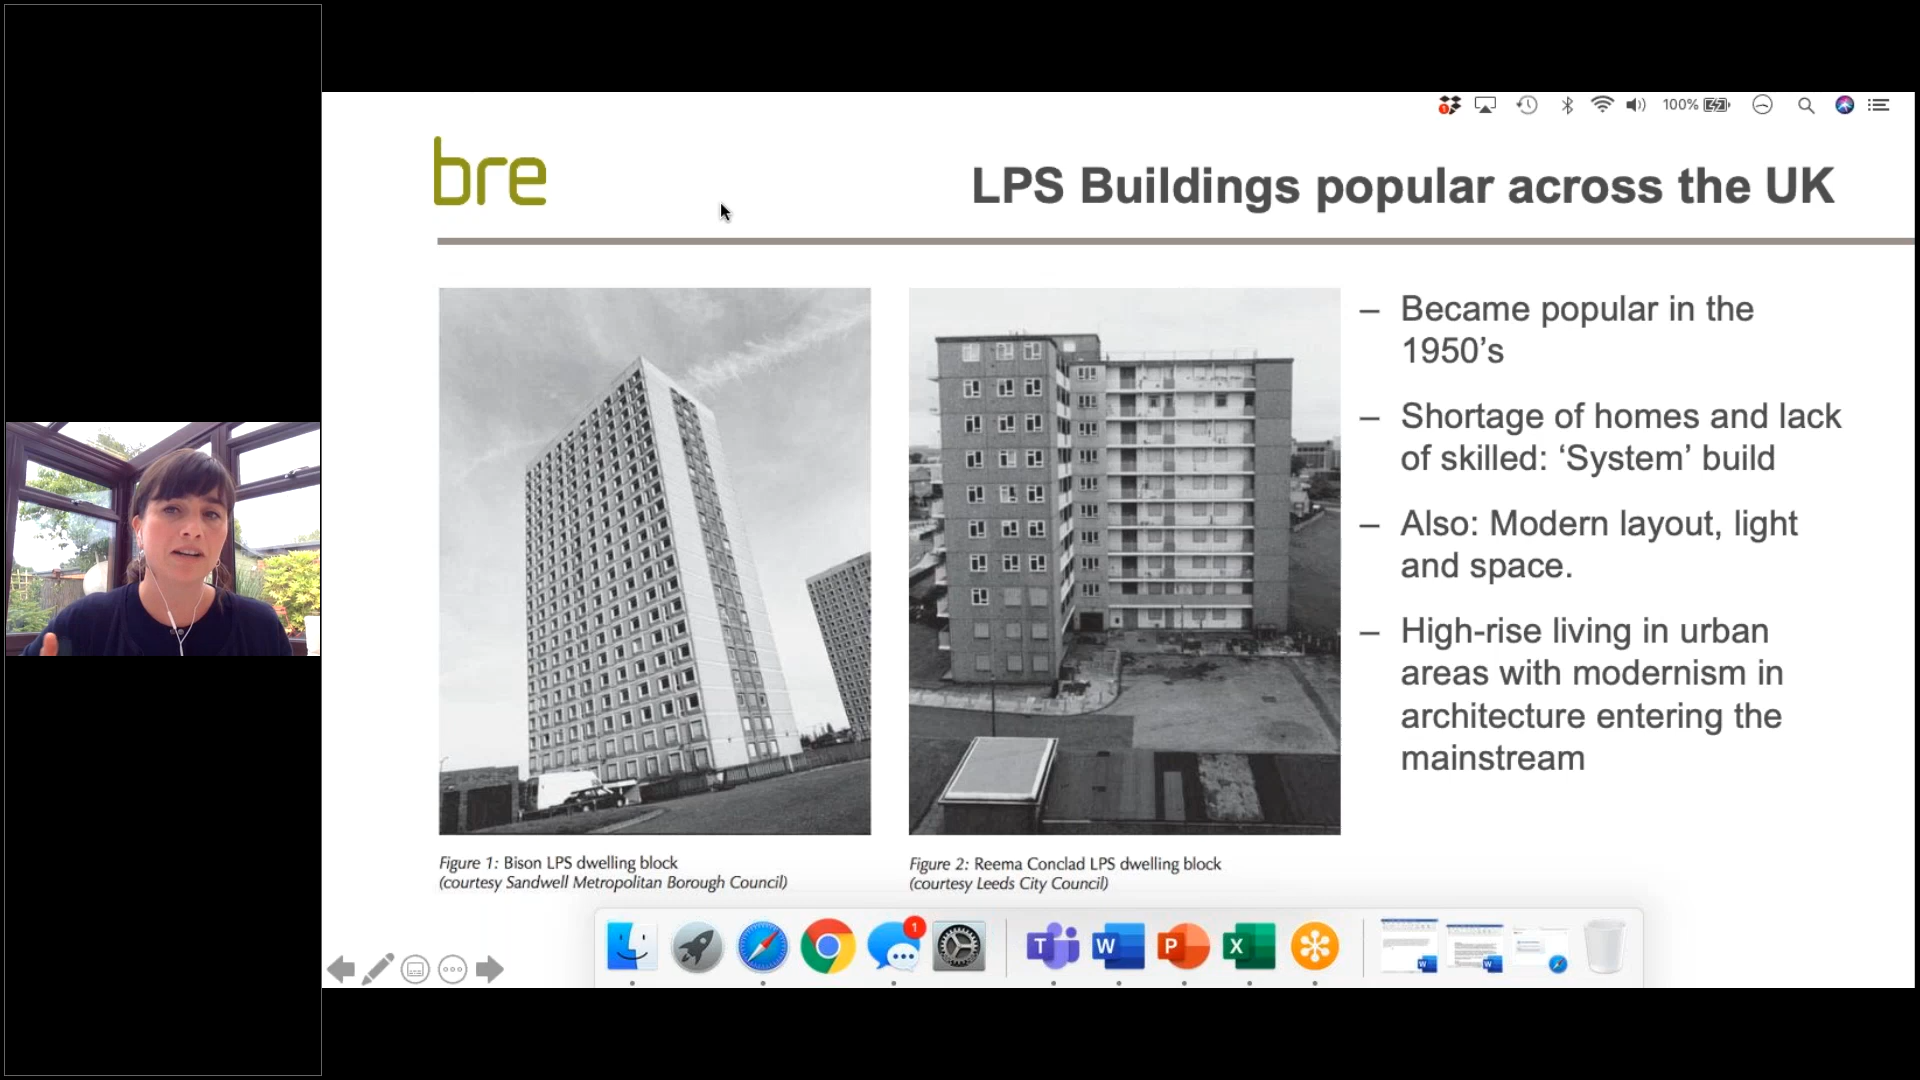 100%
bre
LPS Buildings popular across the UK
– Became popular in the
1950’s
– Shortage of homes and lack
of skilled: ‘System’ build
– Also: Modern layout, light
and space.
– High-rise living in urban
areas with modernism in
architecture entering the
mainstream
Figure 1: Bison LPS dwelling block
(courtesy Sandwell Metropolitan Borough Council)
Figure 2: Reema Conclad LPS dwelling block
(courtesy Leeds City Council)
1
T
W
P
X
W
W